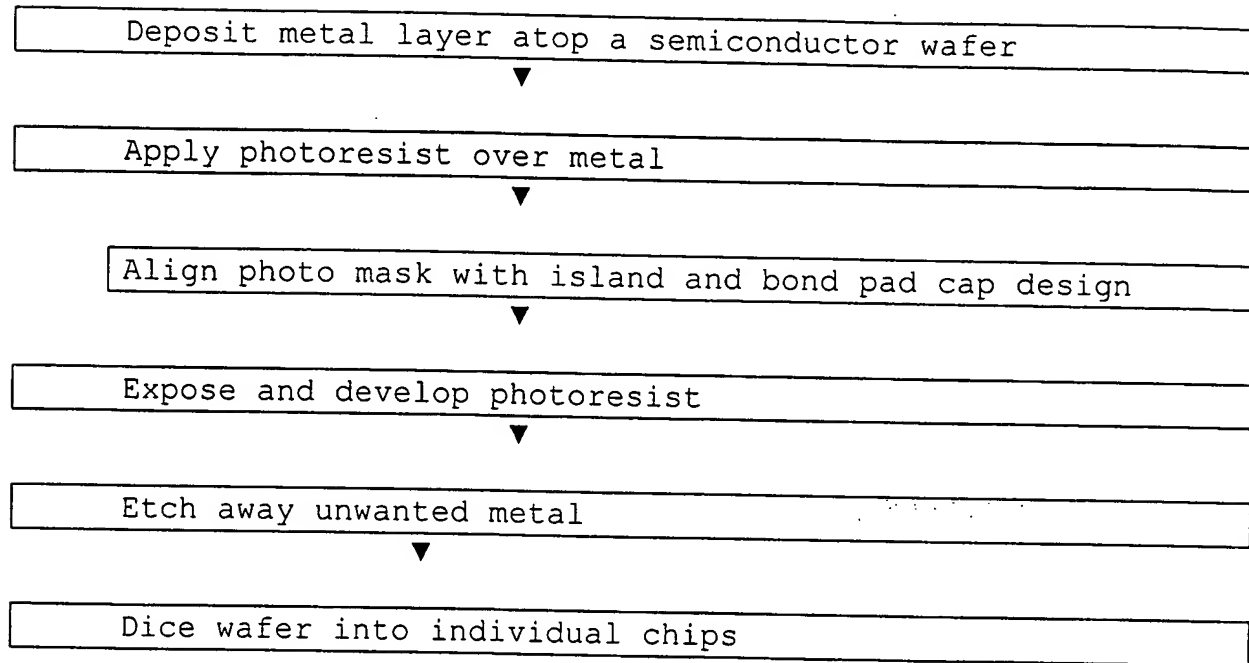 Deposit metal layer atop a semiconductor wafer
Apply photoresist over metal
Align photo mask with island and bond pad cap design
Expose and develop photoresist
Etch away unwanted metal
Dice wafer into individual chips